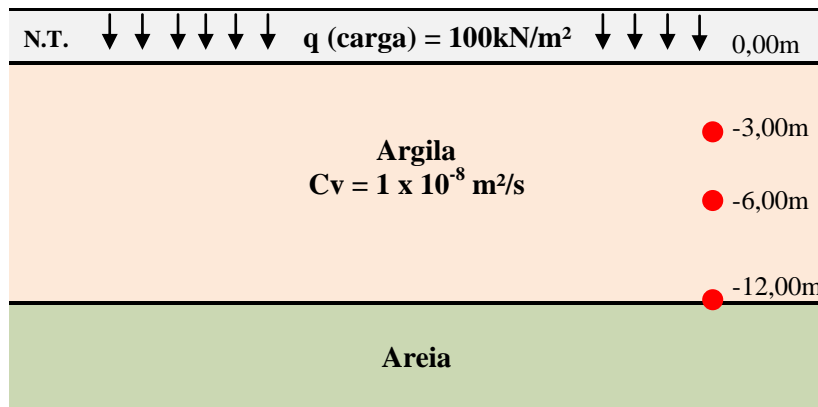 N.T. q (carga) = 100kN/m² 0,00m
-3,00m
Argila
Cv = 1 x 10⁻⁸ m²/s
-6,00m
-12,00m
Areia